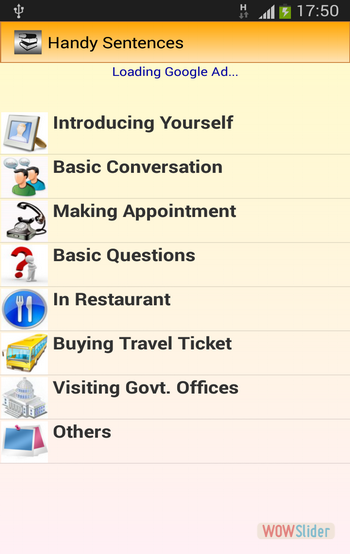 H 17:50
Handy Sentences
Loading Google Ad...
Introducing Yourself
Basic Conversation
Making Appointment
Basic Questions
In Restaurant
Buying Travel Ticket
Visiting Govt. Offices
Others
WOWSlider